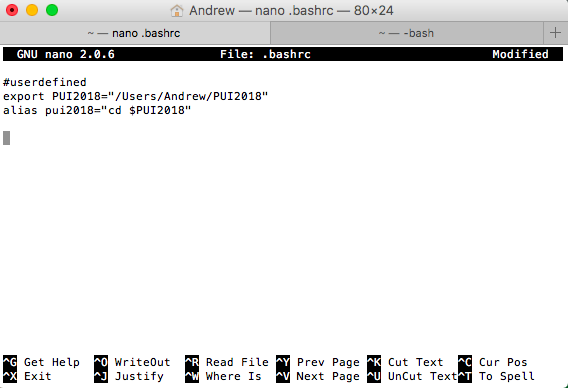 Andrew — nano .bashrc — 80×24
~ — nano .bashrc ~ — -bash +
GNU nano 2.0.6 File: .bashrc Modified
#userdefined
export PUI2018="/Users/Andrew/PUI2018"
alias pui2018="cd $PUI2018"
^G Get Help ^O WriteOut ^R Read File ^Y Prev Page ^K Cut Text ^C Cur Pos
^X Exit ^J Justify ^W Where Is ^V Next Page ^U UnCut Text ^T To Spell